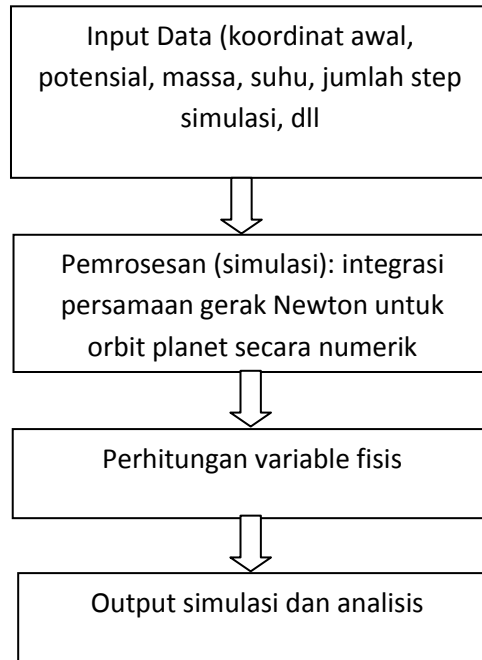 Input Data (koordinat awal,
potensial, massa, suhu, jumlah step
simulasi, dll
Pemrosesan (simulasi): integrasi
persamaan gerak Newton untuk
orbit planet secara numerik
Perhitungan variable fisis
Output simulasi dan analisis